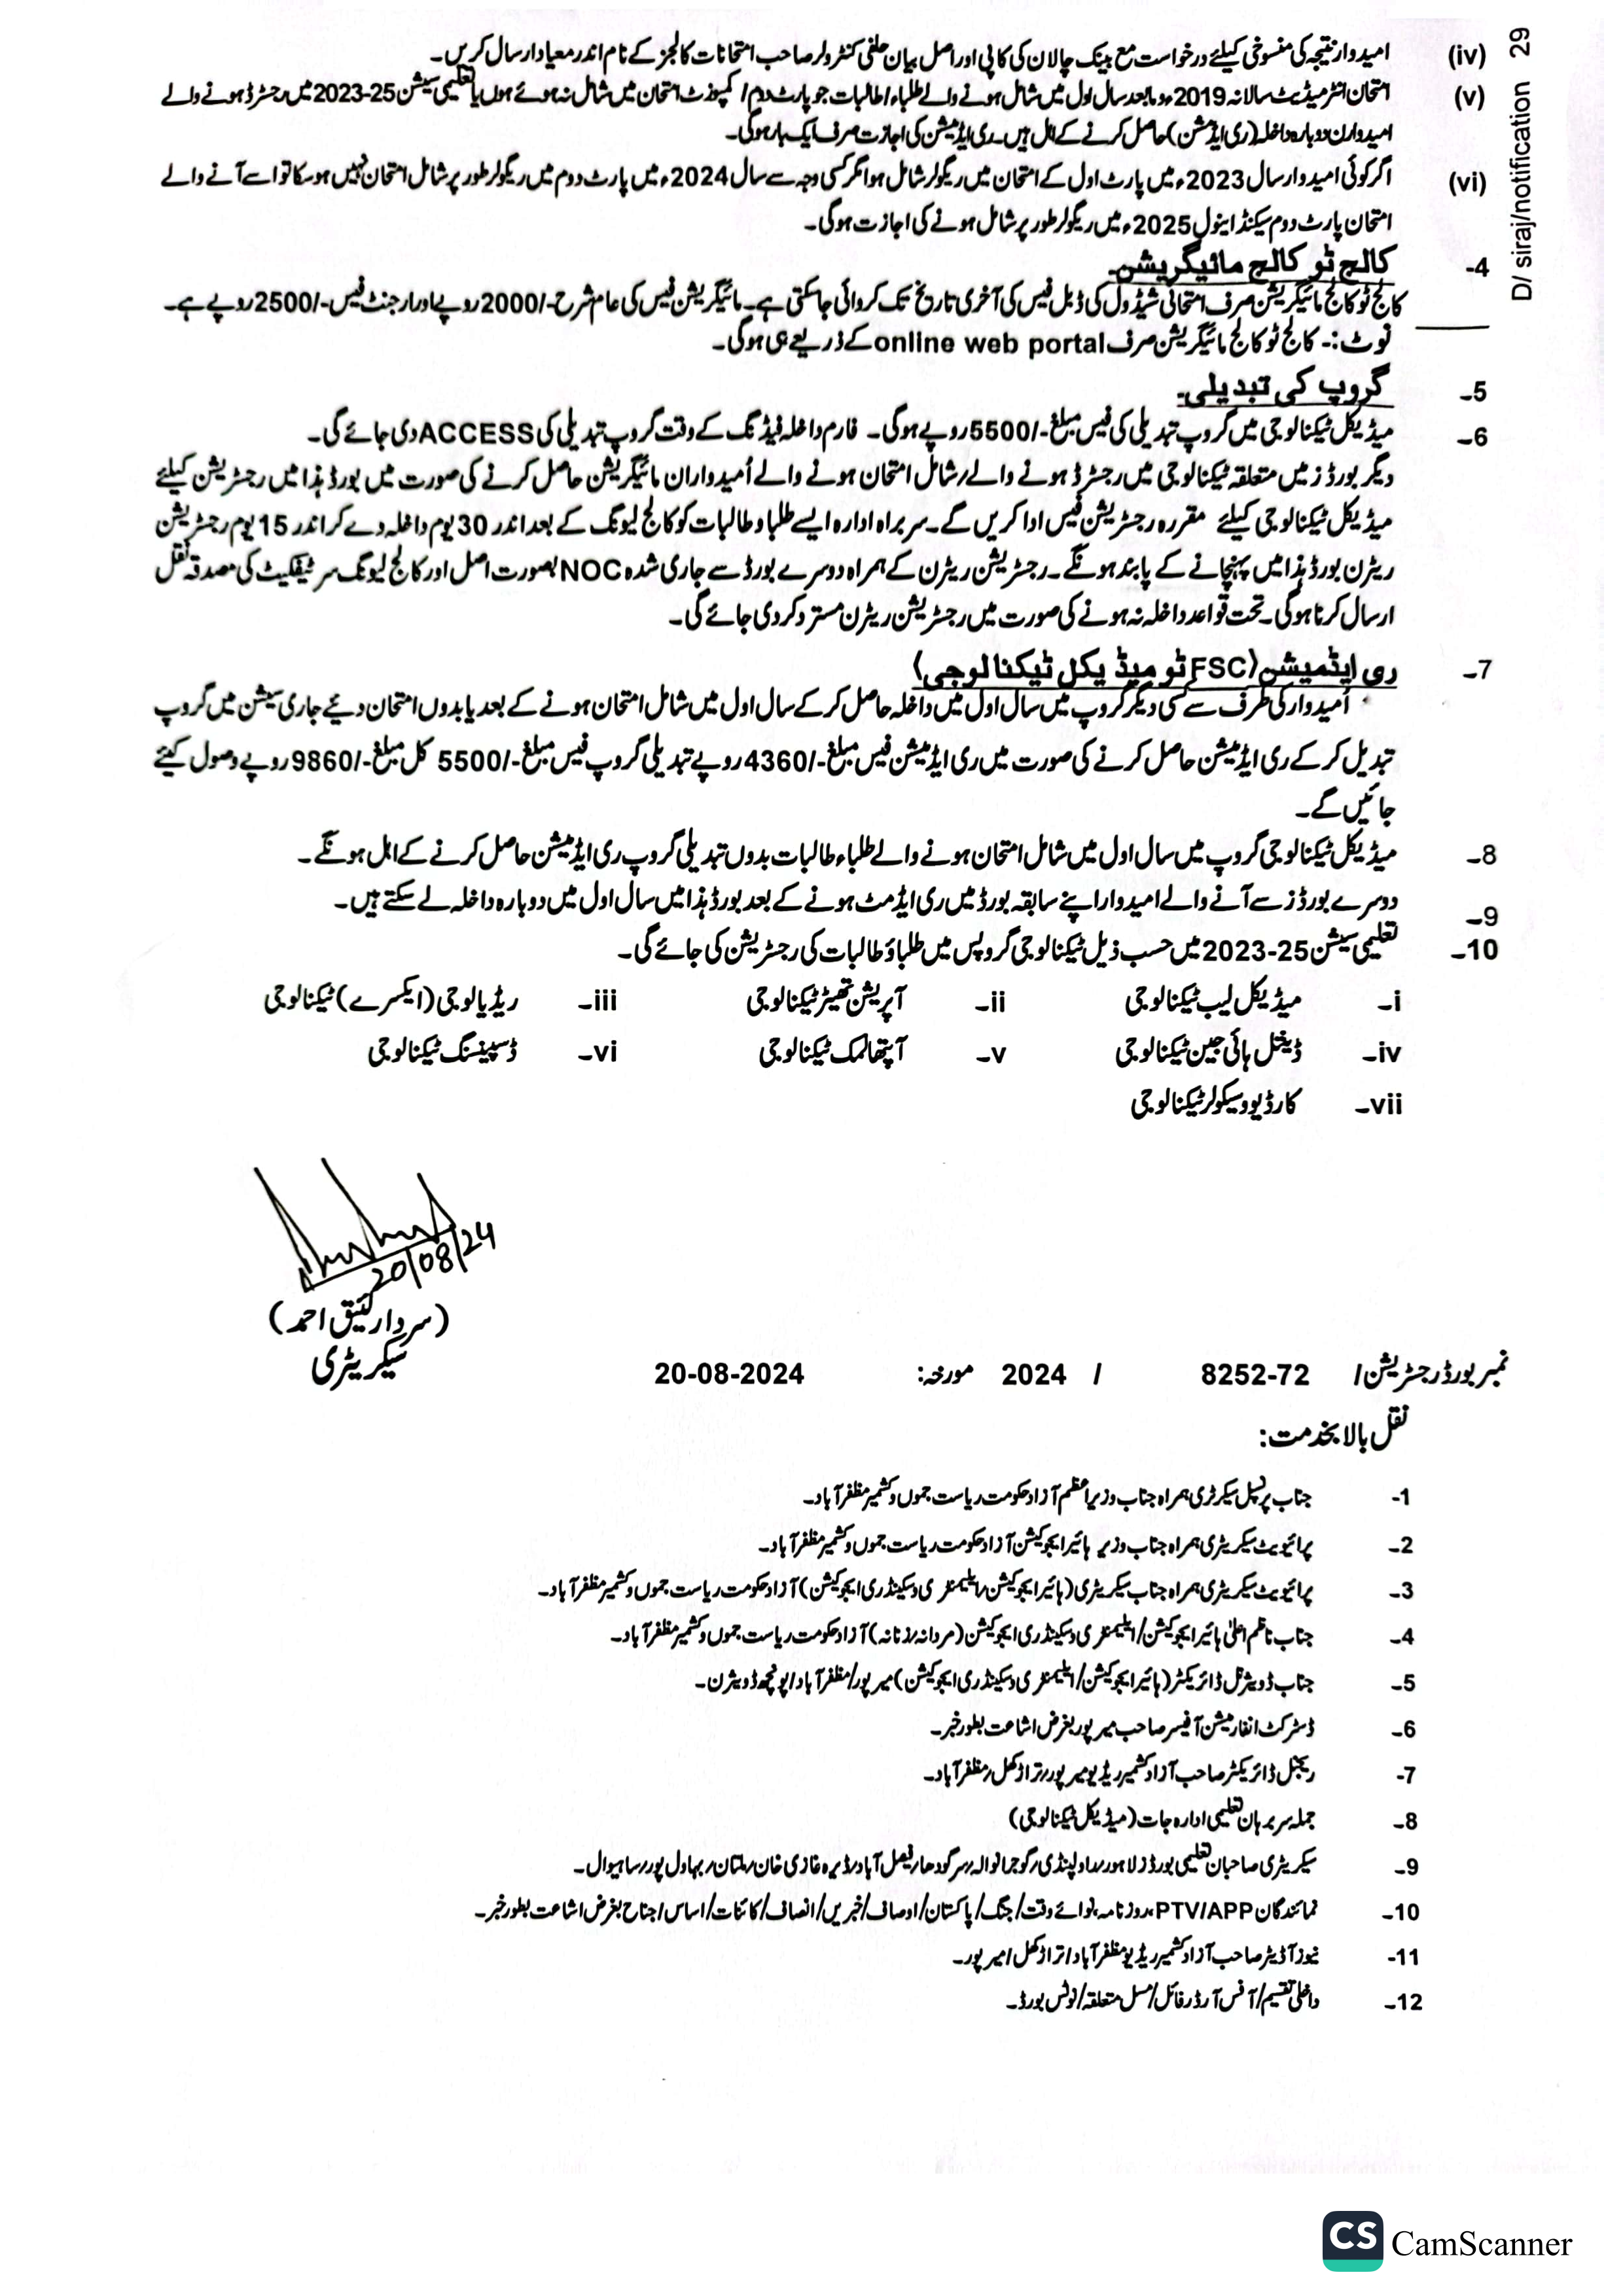 D/ siraj/notification 29
(iv) امیدوار نتیجہ کی منسوخی کیلئے درخواست مع بینک چالان کی کاپی اور اصل بیان حلفی کنٹرولر صاحب امتحانات کالجز کے نام اندر معیاد ارسال کریں۔
(v) امتحان انٹرمیڈیٹ سالانہ 2019ء و مابعد سال اول میں شامل ہونے والے طلباء/طالبات جو پارٹ دوم/ کمپوزٹ امتحان میں شامل نہ ہوئے ہوں یا تعلیمی سیشن 25-2023 میں رجسٹرڈ ہونے والے
امیدوارن دوبارہ داخلہ (ری ایڈمشن) حاصل کرنے کے اہل ہیں۔ ری ایڈمیشن کی اجازت صرف ایک بار ہوگی۔
(vi) اگر کوئی امیدوار سال 2023ء میں پارٹ اول کے امتحان میں ریگولر شامل ہوا مگر کسی وجہ سے سال 2024ء میں پارٹ دوم میں ریگولر طور پر شامل امتحان نہیں ہو سکا تو اسے آنے والے
امتحان پارٹ دوم سیکنڈ اینول 2025ء میں ریگولر طور پر شامل ہونے کی اجازت ہوگی۔
4- کالج ٹو کالج مائیگریشن۔
کالج ٹو کالج مائیگریشن صرف امتحانی شیڈول کی ڈبل فیس کی آخری تاریخ تک کروائی جا سکتی ہے۔ مائیگریشن فیس کی عام شرح -/2000 روپے اور ارجنٹ فیس -/2500 روپے ہے۔
نوٹ:۔ کالج ٹو کالج مائیگریشن صرف online web portal کے ذریعے ہی ہوگی۔
5۔ گروپ کی تبدیلی۔
6۔ میڈیکل ٹیکنالوجی میں گروپ تبدیلی کی فیس مبلغ -/5500 روپے ہوگی۔ فارم داخلہ فیڈنگ کے وقت گروپ تبدیلی کی ACCESS دی جائے گی۔
دیگر بورڈز میں متعلقہ ٹیکنالوجی میں رجسٹرڈ ہونے والے/شامل امتحان ہونے والے اُمیدواران مائیگریشن حاصل کرنے کی صورت میں بورڈ ہذا میں رجسٹریشن کیلئے
میڈیکل ٹیکنالوجی کیلئے مقررہ رجسٹریشن فیس ادا کریں گے۔ سربراہ ادارہ ایسے طلبا و طالبات کو کالج لیونگ کے بعد اندر 30 یوم داخلہ دے کر اندر 15 یوم رجسٹریشن
ریٹرن بورڈ ہذا میں پہنچانے کے پابند ہونگے۔ رجسٹریشن ریٹرن کے ہمراہ دوسرے بورڈ سے جاری شدہ NOC بصورت اصل اور کالج لیونگ سرٹیفکیٹ کی مصدقہ نقل
ارسال کرنا ہوگی۔ تحت قواعد داخلہ نہ ہونے کی صورت میں رجسٹریشن ریٹرن مسترد کر دی جائے گی۔
7۔ ری ایڈمیشن (FSC ٹو میڈیکل ٹیکنالوجی)
اُمیدوار کی طرف سے کسی دیگر گروپ میں سال اول میں داخلہ حاصل کر کے سال اول میں شامل امتحان ہونے کے بعد یا بدوں امتحان دیئے جاری سیشن میں گروپ
تبدیل کر کے ری ایڈمیشن حاصل کرنے کی صورت میں ری ایڈمیشن فیس مبلغ -/4360 روپے تبدیلی گروپ فیس مبلغ -/5500 کل مبلغ -/9860 روپے وصول کیئے
جائیں گے۔
8۔ میڈیکل ٹیکنالوجی گروپ میں سال اول میں شامل امتحان ہونے والے طلباء طالبات بدوں تبدیلی گروپ ری ایڈمیشن حاصل کرنے کے اہل ہونگے۔
9۔ دوسرے بورڈز سے آنے والے امیدوار اپنے سابقہ بورڈ میں ری ایڈمٹ ہونے کے بعد بورڈ ہذا میں سال اول میں دوبارہ داخلہ لے سکتے ہیں۔
10۔ تعلیمی سیشن 25-2023 میں حسب ذیل ٹیکنالوجی گروپس میں طلباؤ طالبات کی رجسٹریشن کی جائے گی۔
i۔ میڈیکل لیب ٹیکنالوجی ii۔ آپریشن تھیٹر ٹیکنالوجی iii۔ ریڈیالوجی (ایکسرے) ٹیکنالوجی
iv۔ ڈینٹل ہائی جین ٹیکنالوجی v۔ آپتھالمک ٹیکنالوجی vi۔ ڈسپنسنگ ٹیکنالوجی
vii۔ کارڈیو وسیکولر ٹیکنالوجی
20/08/24
(سردار لئیق احمد)
سیکریٹری
نمبر بورڈ رجسٹریشن/ 8252-72 / 2024 مورخہ: 20-08-2024
نقل بالا بخدمت:
1- جناب پرنسپل سیکرٹری ہمراہ جناب وزیراعظم آزاد حکومت ریاست جموں و کشمیر مظفرآباد۔
2۔ پرائیویٹ سیکریٹری ہمراہ جناب وزیر ہائیر ایجوکیشن آزاد حکومت ریاست جموں و کشمیر مظفرآباد۔
3۔ پرائیویٹ سیکریٹری ہمراہ جناب سیکریٹری (ہائیر ایجوکیشن/ایلیمنٹری و سیکنڈری ایجوکیشن) آزاد حکومت ریاست جموں و کشمیر مظفرآباد۔
4۔ جناب ناظم اعلیٰ ہائیر ایجوکیشن/ایلیمنٹری و سیکنڈری ایجوکیشن (مردانہ/زنانہ) آزاد حکومت ریاست جموں و کشمیر مظفرآباد۔
5۔ جناب ڈویژنل ڈائریکٹر (ہائیر ایجوکیشن/ایلیمنٹری و سیکنڈری ایجوکیشن) میرپور/مظفرآباد/پونچھ ڈویژن۔
6۔ ڈسٹرکٹ انفارمیشن آفیسر صاحب میرپور بغرض اشاعت بطور خبر۔
7- ریجنل ڈائریکٹر صاحب آزاد کشمیر ریڈیو میرپور/تراڑکھل/مظفرآباد۔
8۔ جملہ سربراہان تعلیمی ادارہ جات (میڈیکل ٹیکنالوجی)
9۔ سیکریٹری صاحبان تعلیمی بورڈز لاہور/راولپنڈی/گوجرانوالہ/سرگودھا/فیصل آباد/ڈیرہ غازی خان/ملتان/بہاولپور/ساہیوال۔
10۔ نمائندگان PTV/APP، روزنامہ نوائے وقت/جنگ/پاکستان/اوصاف/خبریں/انصاف/کائنات/اساس/جناح بغرض اشاعت بطور خبر۔
11- نیوز آڈیٹر صاحب آزاد کشمیر ریڈیو مظفرآباد/تراڑکھل/میرپور۔
12۔ داخلی تقسیم/آفس آرڈر فائل/مسل متعلقہ/نوٹس بورڈ۔
CS CamScanner